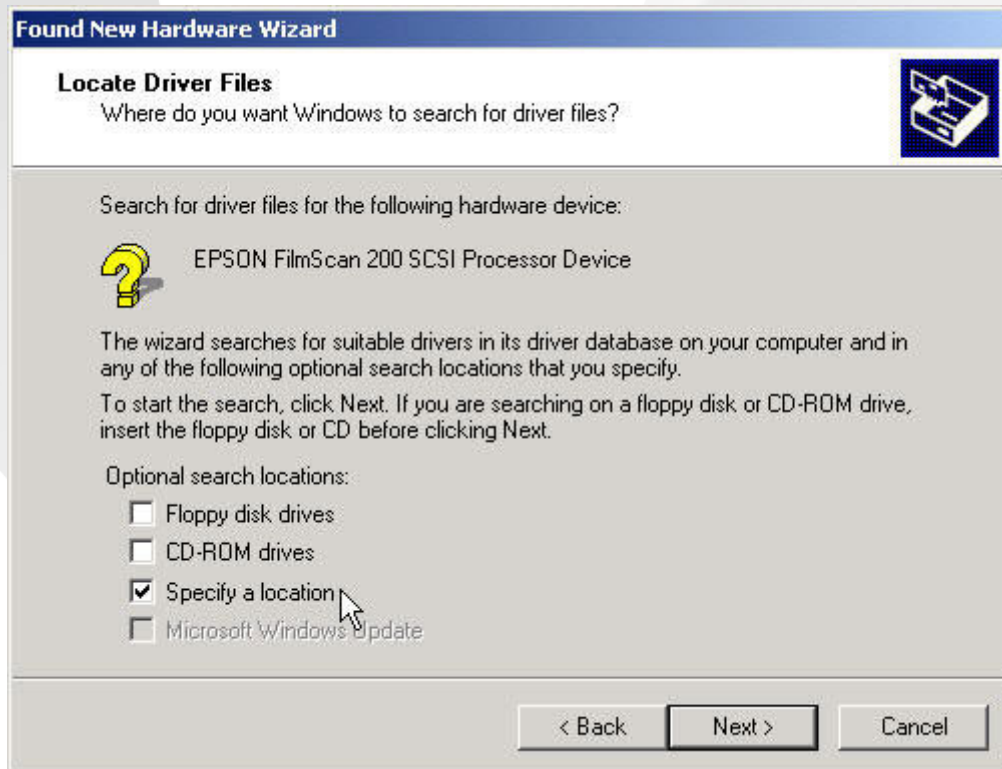 Found New Hardware Wizard
Locate Driver Files
Where do you want Windows to search for driver files?
Search for driver files for the following hardware device:
EPSON FilmScan 200 SCSI Processor Device
The wizard searches for suitable drivers in its driver database on your computer and in
any of the following optional search locations that you specify.
To start the search, click Next. If you are searching on a floppy disk or CD-ROM drive,
insert the floppy disk or CD before clicking Next.
Optional search locations:
Floppy disk drives
CD-ROM drives
Specify a location
Microsoft Windows Update
< Back Next > Cancel